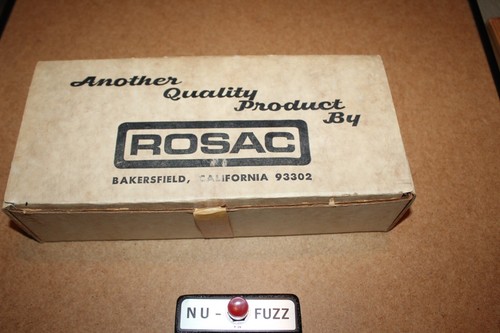 Another
Quality
Product
By
ROSAC
BAKERSFIELD, CALIFORNIA 93302
NU - FUZZ